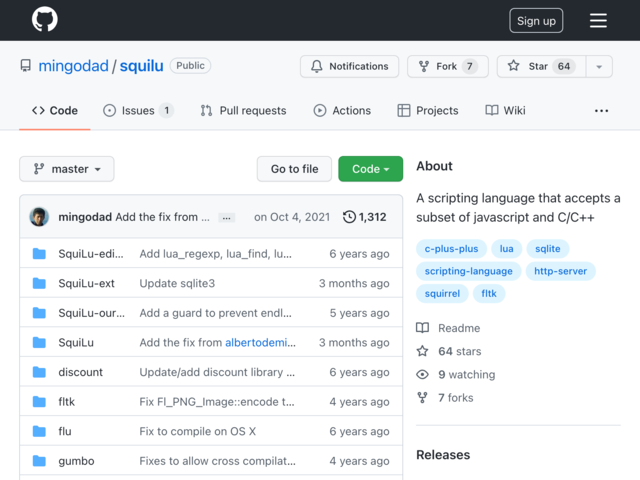 Sign up
mingodad / squilu Public
Notifications Fork 7 Star 64
Code Issues 1 Pull requests Actions Projects Wiki ...
master Go to file Code
mingodad Add the fix from ... ... on Oct 4, 2021 1,312
SquiLu-edi... Add lua_regexp, lua_find, lu... 6 years ago
SquiLu-ext Update sqlite3 3 months ago
SquiLu-our... Add a guard to prevent endl... 5 years ago
SquiLu Add the fix from albertodemi... 3 months ago
discount Update/add discount library ... 6 years ago
fltk Fix Fl_PNG_Image::encode t... 4 years ago
flu Fix to compile on OS X 6 years ago
gumbo Fixes to allow cross compilat... 4 years ago
About
A scripting language that accepts a
subset of javascript and C/C++
c-plus-plus lua sqlite
scripting-language http-server
squirrel fltk
Readme
64 stars
9 watching
7 forks
Releases